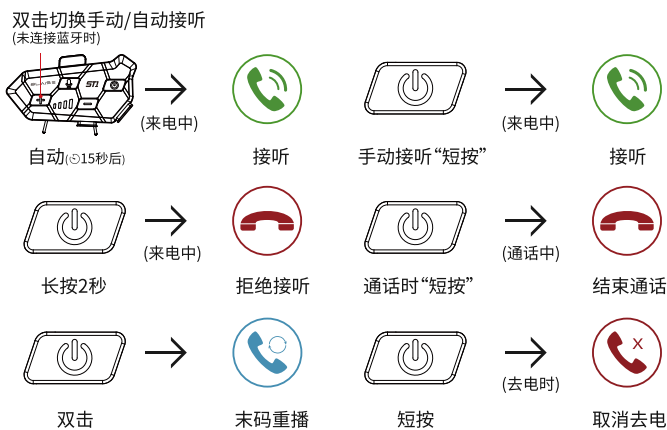 双击切换手动/自动接听
(未连接蓝牙时)
ST1
(来电中)
(来电中)
自动(⏲15秒后)
接听
手动接听“短按”
接听
(来电中)
(通话中)
长按2秒
拒绝接听
通话时“短按”
结束通话
X
(去电时)
双击
末码重播
短按
取消去电